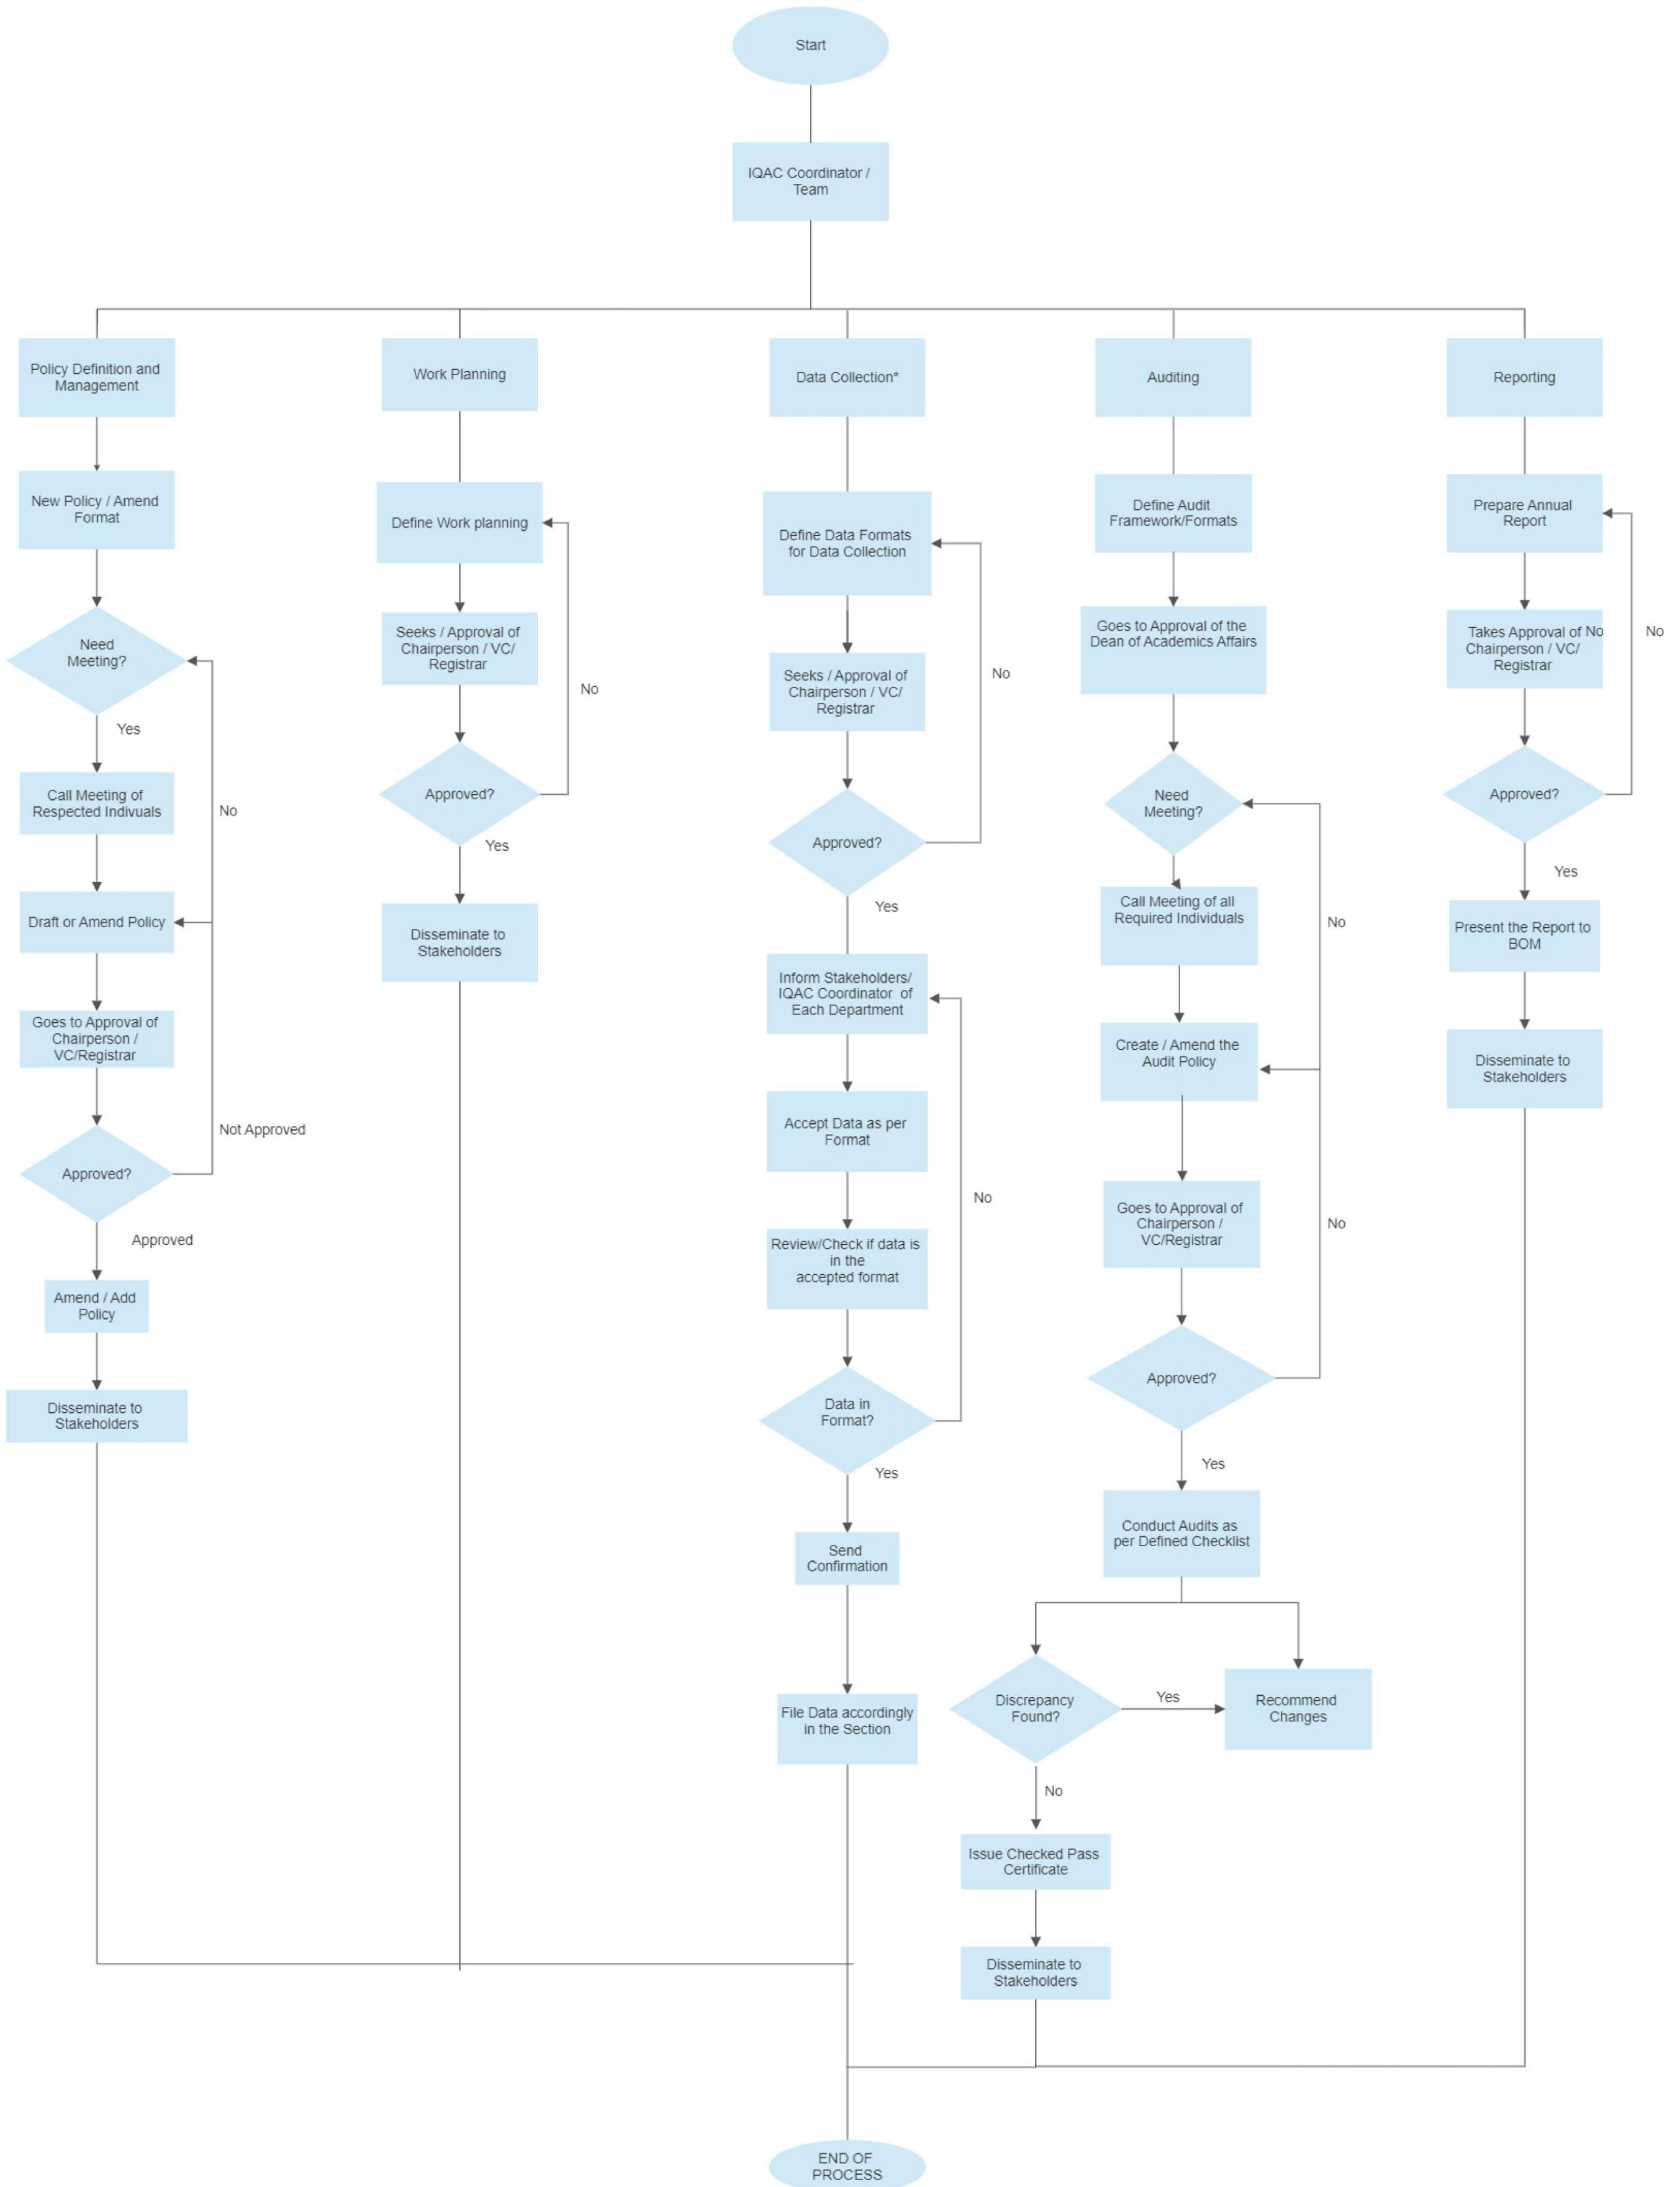 Start
IQAC Coordinator /
Team
Policy Definition and
Management
New Policy / Amend
Format
Need
Meeting?
Yes
Call Meeting of
Respected Indivuals
No
Draft or Amend Policy
Goes to Approval of
Chairperson /
VC/Registrar
Not Approved
Approved?
Approved
Amend / Add
Policy
Disseminate to
Stakeholders
Work Planning
Define Work planning
Seeks / Approval of
Chairperson / VC/
Registrar
No
Approved?
Yes
Disseminate to
Stakeholders
Data Collection*
Define Data Formats
for Data Collection
Seeks / Approval of
Chairperson / VC/
Registrar
No
Approved?
Yes
Inform Stakeholders/
IQAC Coordinator of
Each Department
Accept Data as per
Format
No
Review/Check if data is
in the
accepted format
Data in
Format?
Yes
Send
Confirmation
File Data accordingly
in the Section
Auditing
Define Audit
Framework/Formats
Goes to Approval of the
Dean of Academics Affairs
Need
Meeting?
Call Meeting of all
Required Individuals
No
Create / Amend the
Audit Policy
Goes to Approval of
Chairperson /
VC/Registrar
No
Approved?
Yes
Conduct Audits as
per Defined Checklist
Discrepancy
Found?
Yes
Recommend
Changes
No
Issue Checked Pass
Certificate
Disseminate to
Stakeholders
Reporting
Prepare Annual
Report
Takes Approval of No
Chairperson / VC/
Registrar
No
Approved?
Yes
Present the Report to
BOM
Disseminate to
Stakeholders
END OF
PROCESS